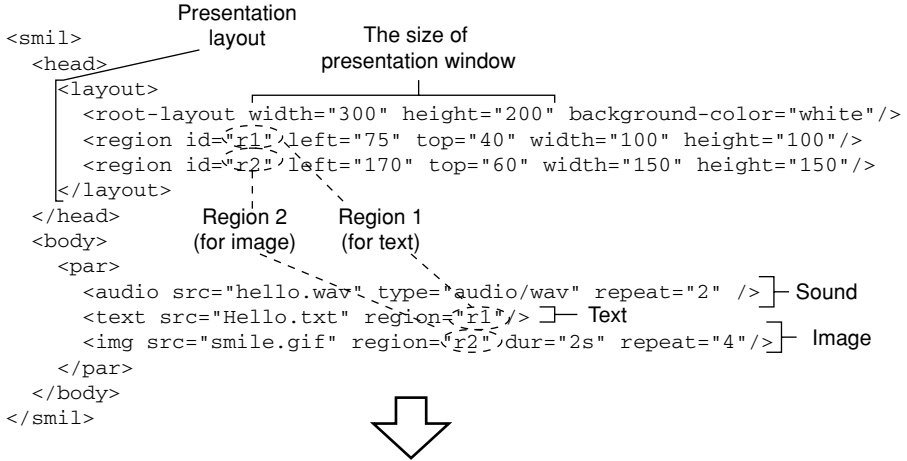 Presentation
layout
The size of
presentation window
<smil>
<head>
<layout>
<root-layout width="300" height="200" background-color="white"/>
<region id="r1" left="75" top="40" width="100" height="100"/>
<region id="r2" left="170" top="60" width="150" height="150"/>
</layout>
</head>
Region 2
(for image)
Region 1
(for text)
<body>
<par>
<audio src="hello.wav" type="audio/wav" repeat="2" />
Sound
<text src="Hello.txt" region="r1"/>
Text
<img src="smile.gif" region="r2" dur="2s" repeat="4"/>
Image
</par>
</body>
</smil>